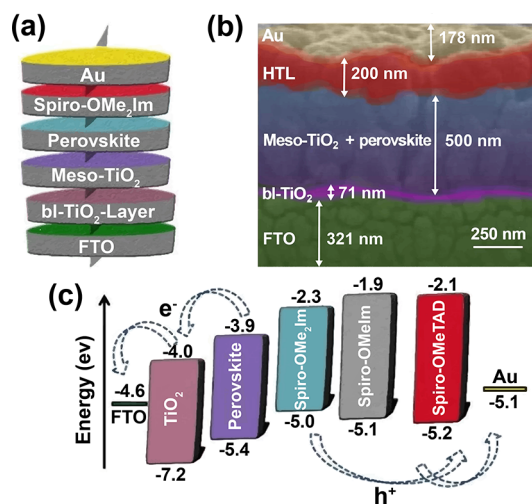 (a)
Au
Spiro-OMe₂Im
Perovskite
Meso-TiO₂
bl-TiO₂-Layer
FTO
(b)
Au
178 nm
HTL
200 nm
Meso-TiO₂ + perovskite
500 nm
bl-TiO₂
71 nm
FTO
321 nm
250 nm
(c)
Energy (ev)
e⁻
-4.6
FTO
-4.0
TiO₂
-7.2
-3.9
Perovskite
-5.4
-2.3
Spiro-OMe₂Im
-5.0
-1.9
Spiro-OMeIm
-5.1
-2.1
Spiro-OMeTAD
-5.2
Au
-5.1
h⁺